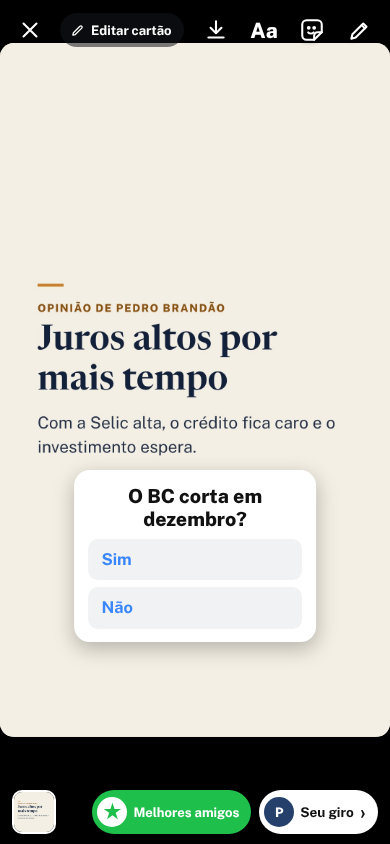 Editar cartão
Aa
OPINIÃO DE PEDRO BRANDÃO
Juros altos por
mais tempo
Com a Selic alta, o crédito fica caro e o
investimento espera.
O BC corta em
dezembro?
Sim
Não
Melhores amigos
P
Seu giro ›